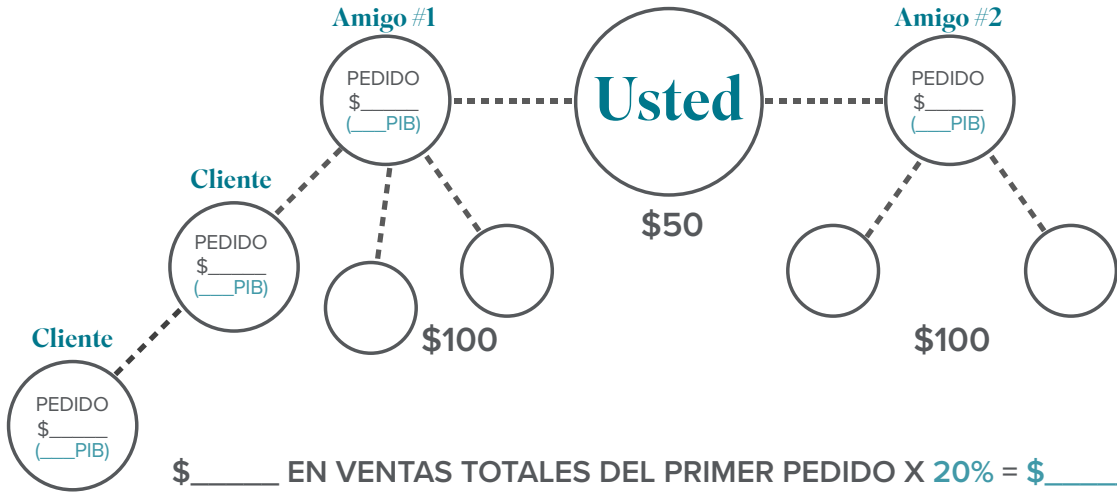 Amigo #1
Amigo #2
PEDIDO
$_____
(___PIB)
Usted
PEDIDO
$_____
(___PIB)
$50
Cliente
PEDIDO
$_____
(___PIB)
$100
$100
Cliente
PEDIDO
$_____
(___PIB)
$_____ EN VENTAS TOTALES DEL PRIMER PEDIDO X 20% = $_____